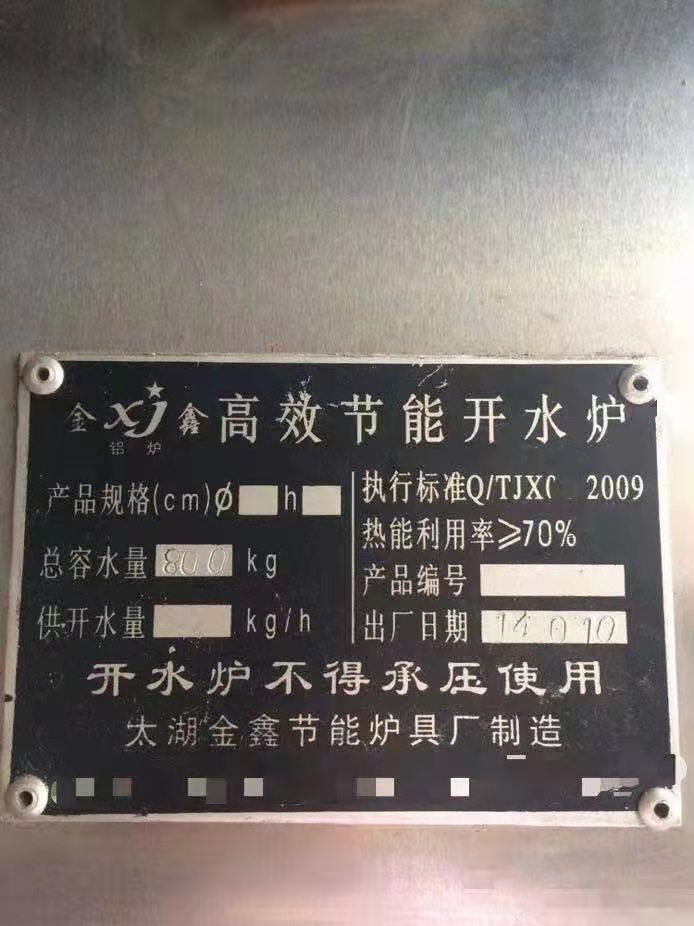 金 XJ 鑫 高效节能开水炉
铝 炉
产品规格(cm)Ø h
总容水量 800 kg
供开水量 kg/h
执行标准Q/TJX 2009
热能利用率≥70%
产品编号
出厂日期 14 0 10
开水炉不得承压使用
太湖金鑫节能炉具厂制造